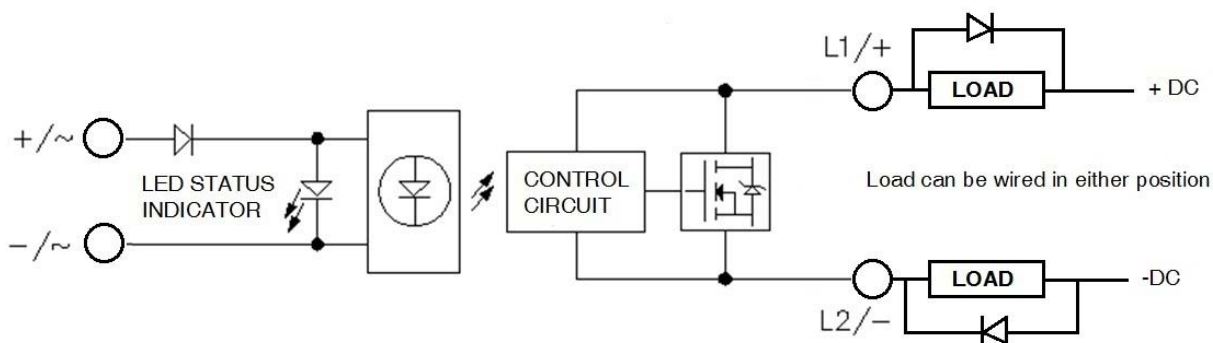 L1/+
LOAD
+ DC
+/~
LED STATUS
INDICATOR
CONTROL
CIRCUIT
Load can be wired in either position
-/~
LOAD
-DC
L2/-